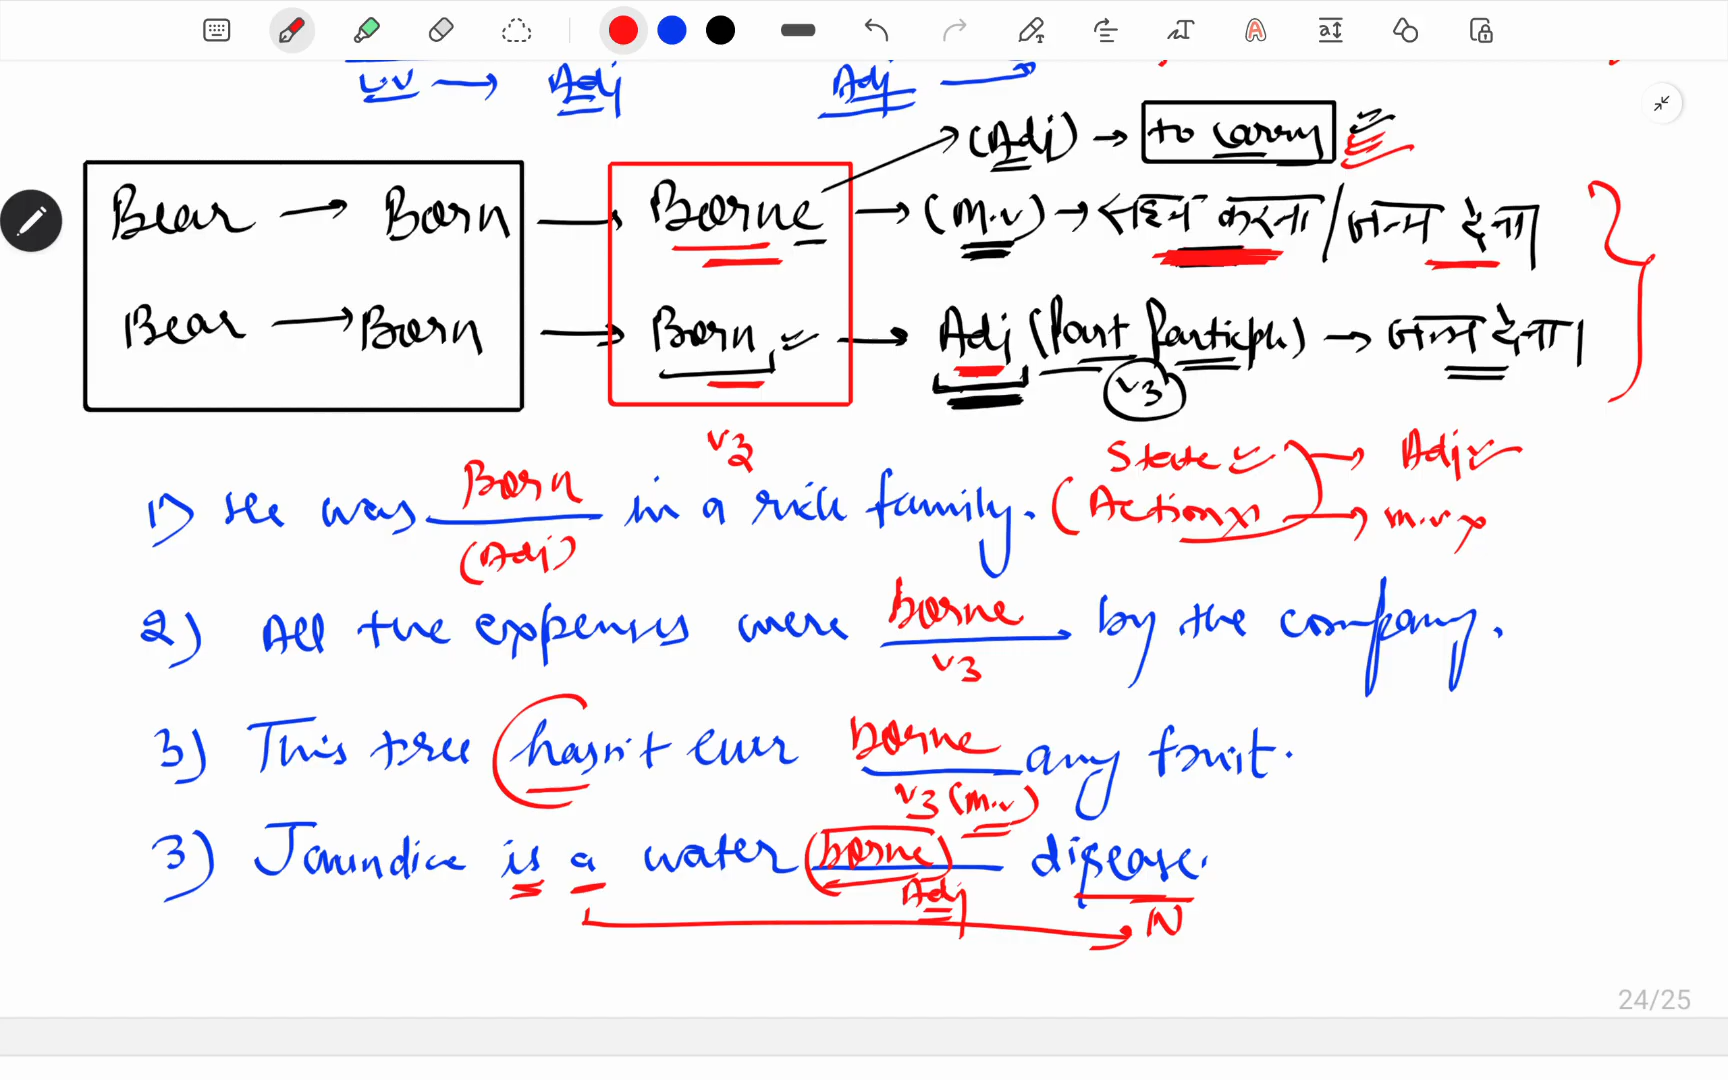 LV → Adj Adj →
(Adj) → to carry
Bear → Born → Borne → (m.v) → सहन करना / जन्म देना
Bear → Born → Born → Adj (Past Participle) → जन्म देना
V3
V3
State → Adj
1) He was Born in a rich family. (Action x → m.v x
(Adj)
2) All the expenses were borne by the company.
V3
3) This tree hasn't ever borne any fruit.
V3 (m.v)
3) Jaundice is a water borne disease.
Adj
N
24/25